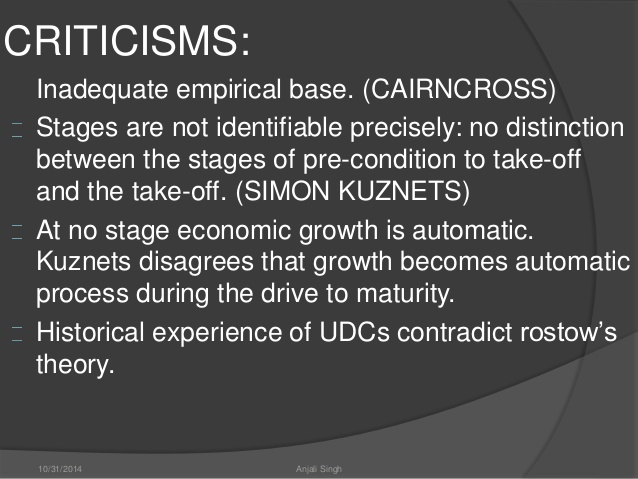 CRITICISMS:
Inadequate empirical base. (CAIRNCROSS)
Stages are not identifiable precisely: no distinction
between the stages of pre-condition to take-off
and the take-off. (SIMON KUZNETS)
At no stage economic growth is automatic.
Kuznets disagrees that growth becomes automatic
process during the drive to maturity.
Historical experience of UDCs contradict rostow’s
theory.
10/31/2014 Anjali Singh